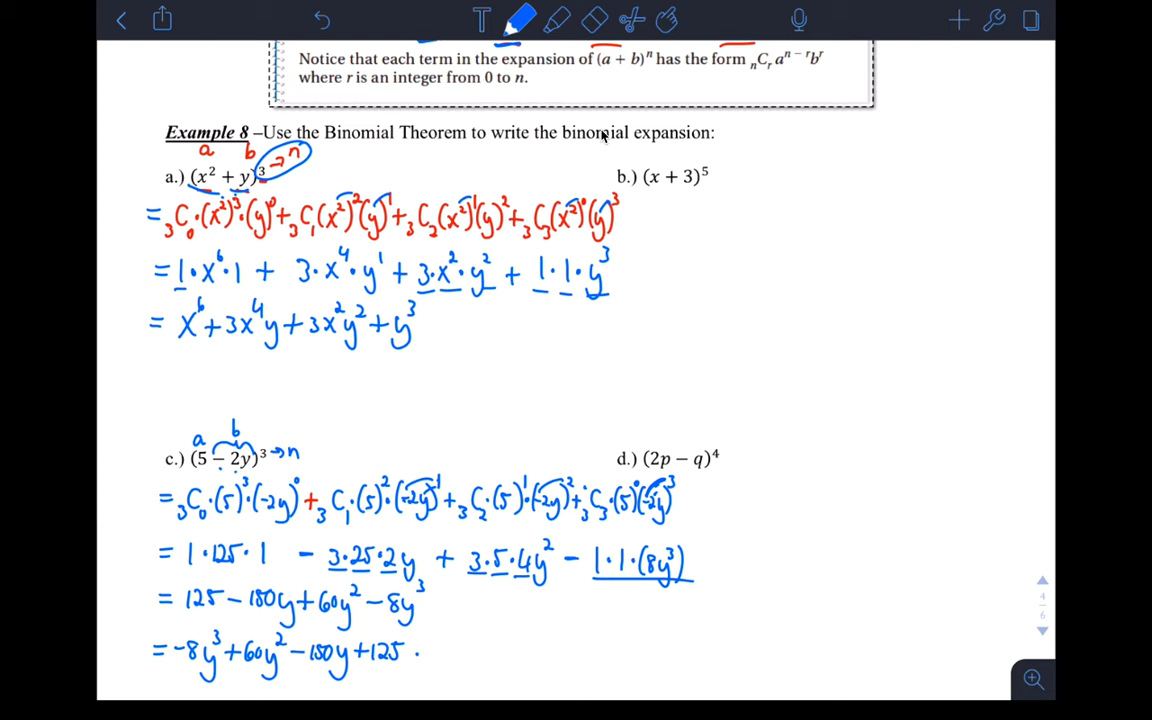 T
Notice that each term in the expansion of (a + b)ⁿ has the form ₙCᵣ aⁿ⁻ʳbʳ
where r is an integer from 0 to n.
Example 8 –Use the Binomial Theorem to write the binomial expansion:
a b → n
a.) (x² + y)³
b.) (x + 3)⁵
= ₃C₀·(x²)³·(y)⁰ + ₃C₁(x²)²(y)¹ + ₃C₂(x²)¹(y)² + ₃C₃(x²)⁰(y)³
= 1·x⁶·1 + 3·x⁴·y¹ + 3·x²·y² + 1·1·y³
= x⁶ + 3x⁴y + 3x²y² + y³
a b
c.) (5 − 2y)³ → n
d.) (2p − q)⁴
= ₃C₀·(5)³·(-2y)⁰ + ₃C₁·(5)²·(-2y)¹ + ₃C₂·(5)¹·(-2y)² + ₃C₃·(5)⁰(-2y)³
= 1·125·1 − 3·25·2y + 3·5·4y² − 1·1·(8y³)
= 125 − 150y + 60y² − 8y³
= -8y³ + 60y² − 150y + 125.
4
6